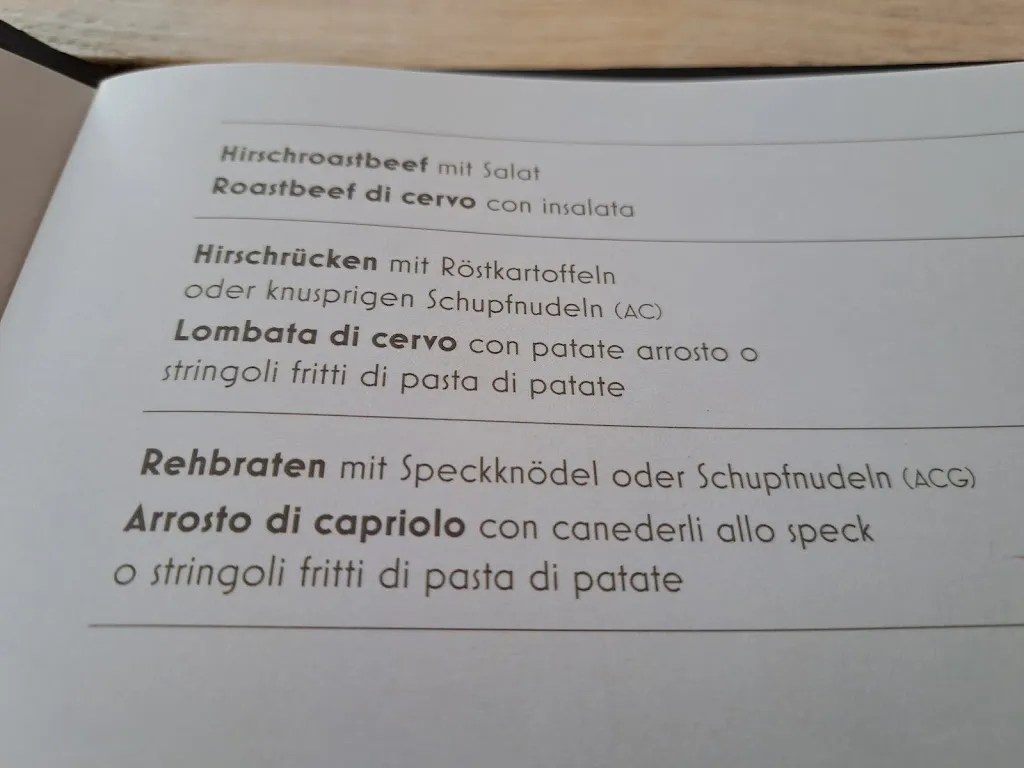 Hirschroastbeef mit Salat
Roastbeef di cervo con insalata
Hirschrücken mit Röstkartoffeln
oder knusprigen Schupfnudeln (AC)
Lombata di cervo con patate arrosto o
stringoli fritti di pasta di patate
Rehbraten mit Speckknödel oder Schupfnudeln (ACG)
Arrosto di capriolo con canederli allo speck
o stringoli fritti di pasta di patate